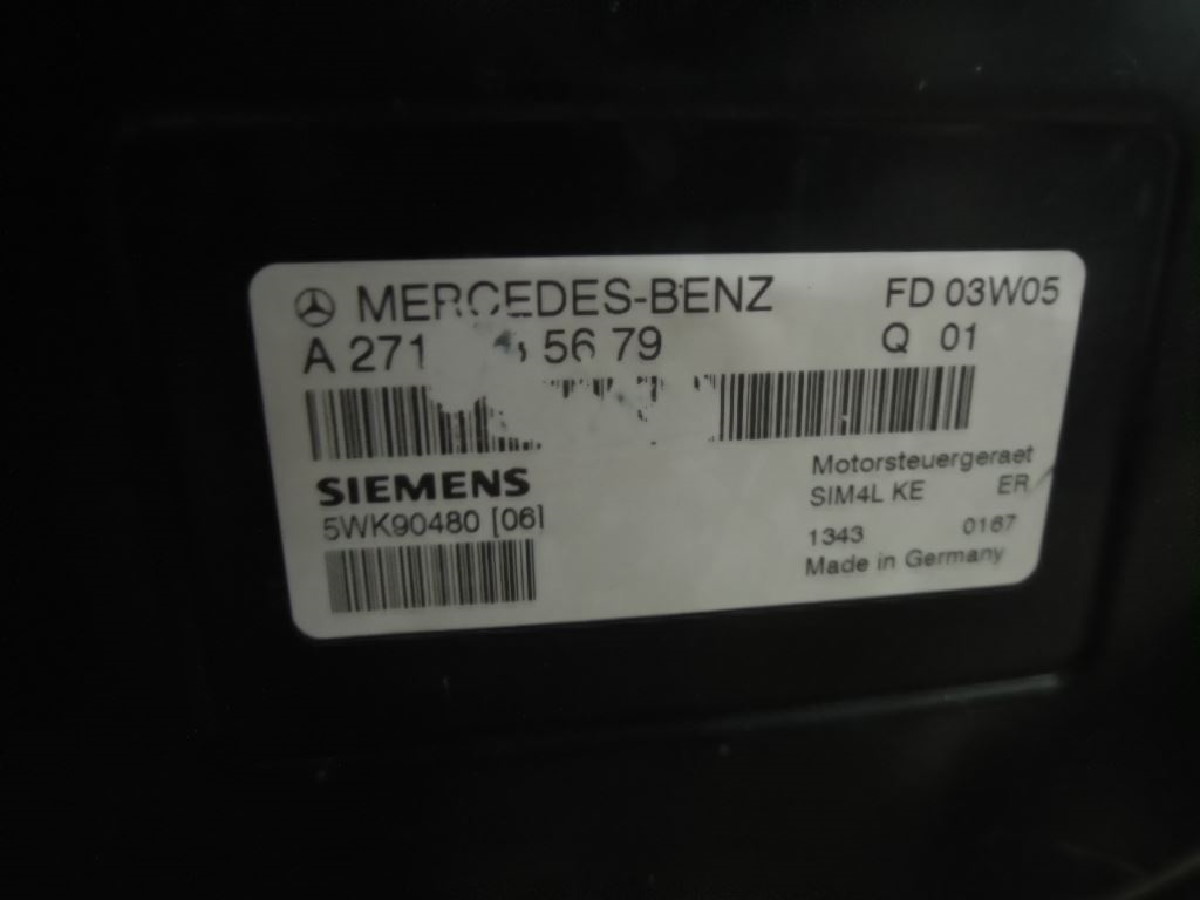 MERCEDES-BENZ FD 03W05
A 271 56 79 Q 01
SIEMENS
5WK90480 [06]
Motorsteuergeraet
SIM4L KE ER
1343 0167
Made in Germany